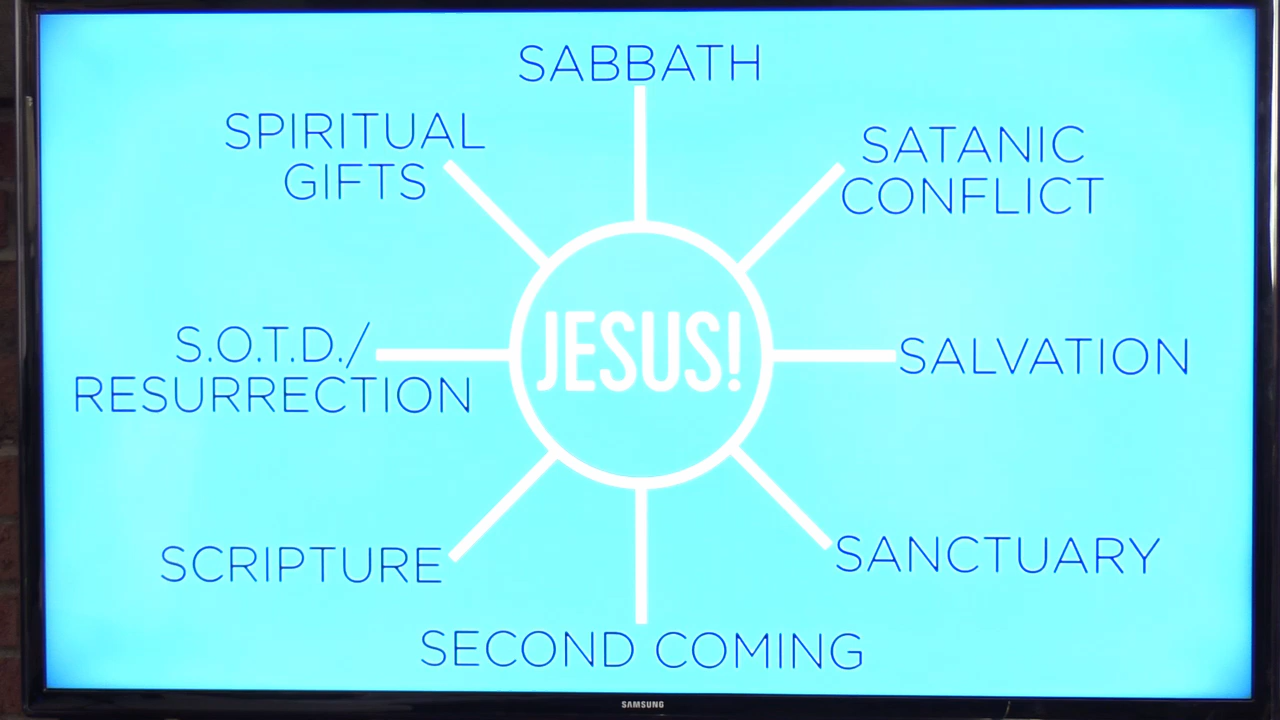 SABBATH
SPIRITUAL
GIFTS
SATANIC
CONFLICT
S.O.T.D./
RESURRECTION
JESUS!
SALVATION
SCRIPTURE
SANCTUARY
SECOND COMING
SAMSUNG